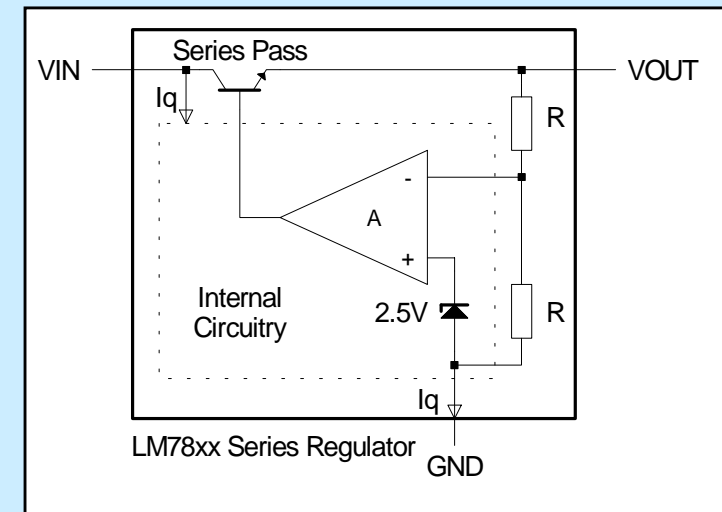 Series Pass
VIN
VOUT
Iq
R
-
A
+
Internal
Circuitry
2.5V
R
Iq
LM78xx Series Regulator
GND